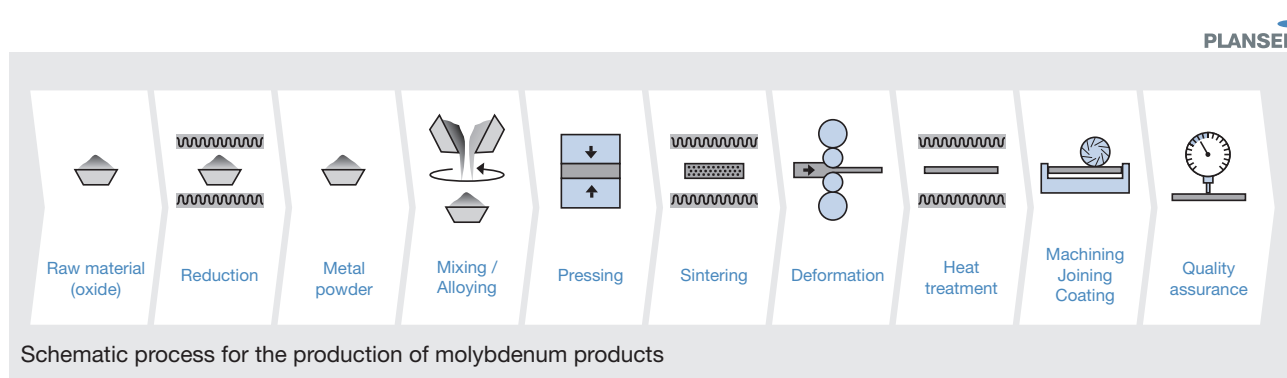 PLANSEE
Raw material
(oxide)
Reduction
Metal
powder
Mixing /
Alloying
Pressing
Sintering
Deformation
Heat
treatment
Machining
Joining
Coating
Quality
assurance
Schematic process for the production of molybdenum products